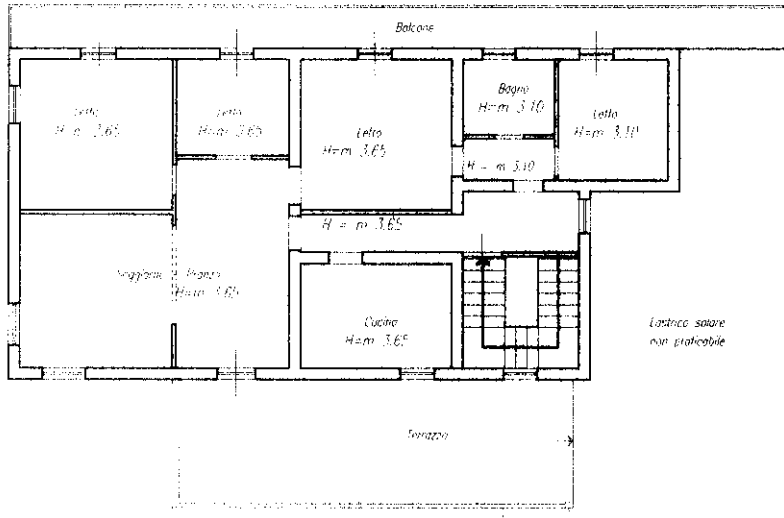 Balcone
Letto
H = m 3.65
Letto
H=m 3.65
Letto
H=m 3.65
Bagno
H=m 3.10
Letto
H=m 3.10
H = m 3.10
H = m 3.65
Soggiorno Pranzo
H=m 3.65
Cucina
H=m 3.65
Lastrico solare
non praticabile
Terrazzo